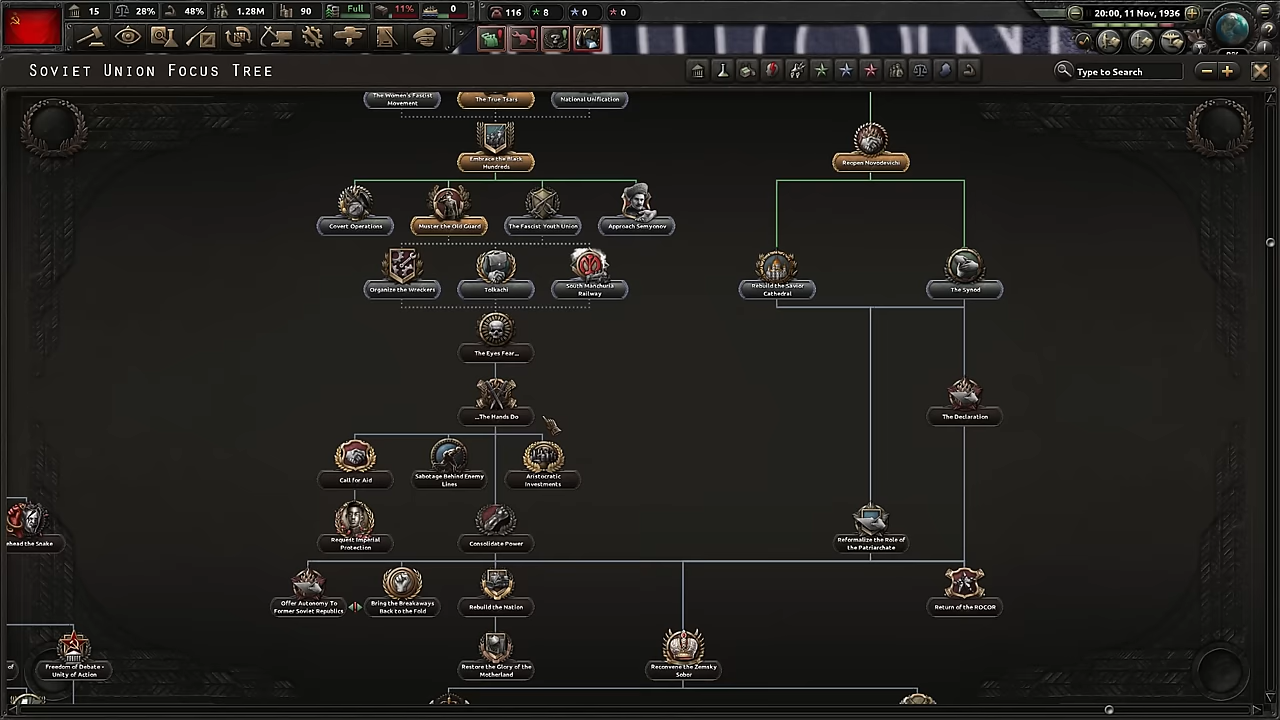 15 28% 48% 1.28M 90 Full 11% 0 116 8 0 0 20:00, 11 Nov, 1936
Soviet Union Focus Tree
Type to Search
The Women's Fascist
Movement
The True Tsars
National Unification
Embrace the Black
Hundreds
Reopen Novodevichi
Covert Operations
Muster the Old Guard
The Fascist Youth Union
Approach Semyonov
Organize the Wreckers
Tolkachi
South Manchuria
Railway
Rebuild the Savior
Cathedral
The Synod
The Eyes Fear...
...The Hands Do
The Declaration
Call for Aid
Sabotage Behind Enemy
Lines
Aristocratic
Investments
ehead the Snake
Request Imperial
Protection
Consolidate Power
Reformalize the Role of
the Patriarchate
Offer Autonomy To
Former Soviet Republics
Bring the Breakaways
Back to the Fold
Rebuild the Nation
Return of the ROCOR
of
Freedom of Debate -
Unity of Action
Restore the Glory of the
Motherland
Reconvene the Zemsky
Sobor